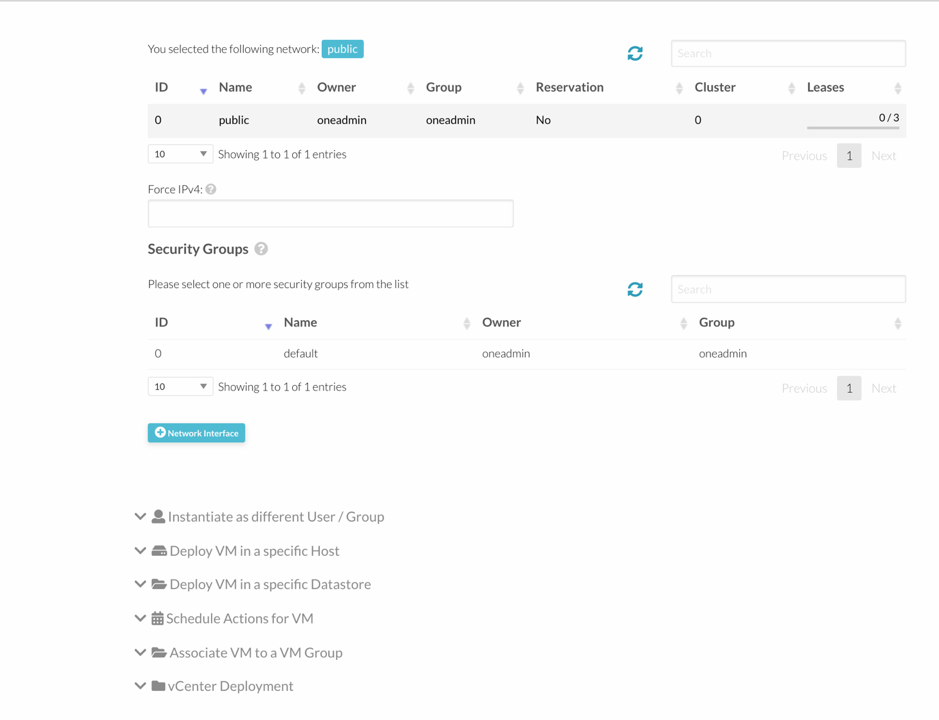 You selected the following network: public
Search
ID Name Owner Group Reservation Cluster Leases
0 public oneadmin oneadmin No 0 0 / 3
10 Showing 1 to 1 of 1 entries Previous 1 Next
Force IPv4:
Security Groups
Please select one or more security groups from the list
Search
ID Name Owner Group
0 default oneadmin oneadmin
10 Showing 1 to 1 of 1 entries Previous 1 Next
Network Interface
Instantiate as different User / Group
Deploy VM in a specific Host
Deploy VM in a specific Datastore
Schedule Actions for VM
Associate VM to a VM Group
vCenter Deployment